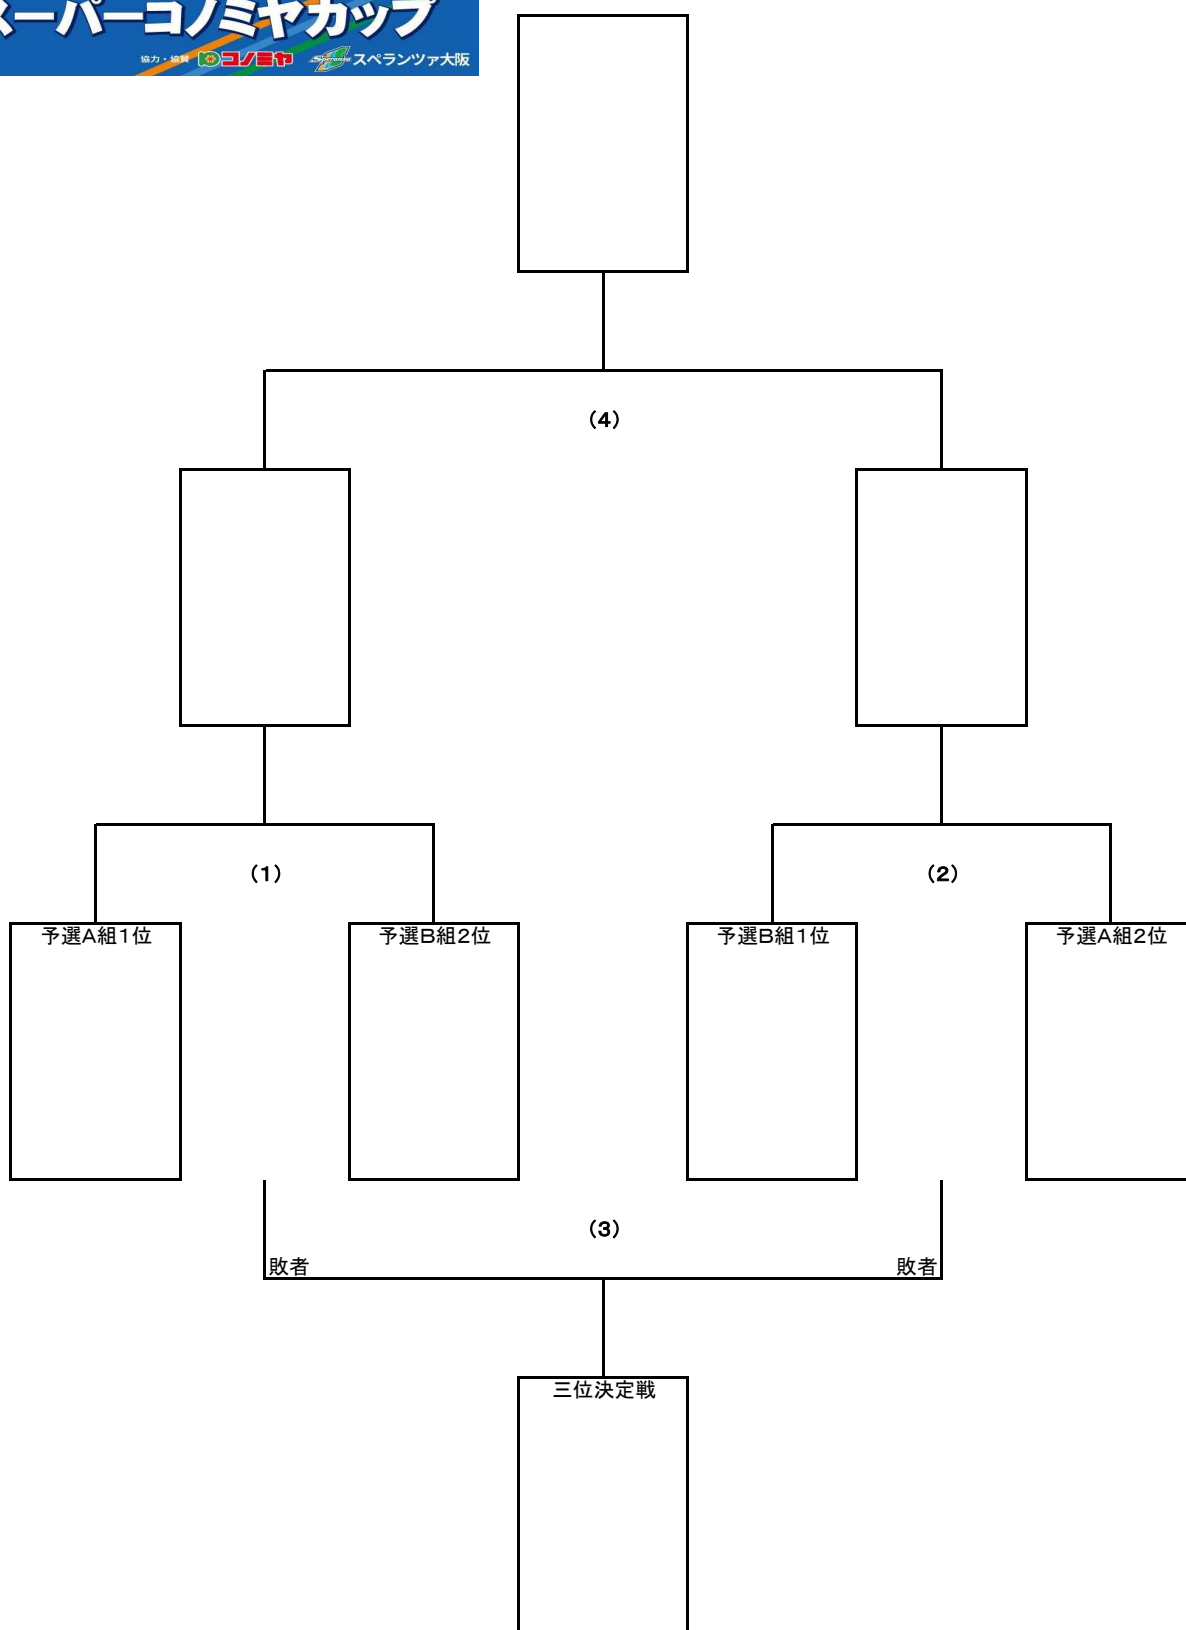 スーパーコノミヤカップ
協力・協賛 コノミヤ Speranza スペランツァ大阪
（4）
（1）
（2）
予選A組1位
予選B組2位
予選B組1位
予選A組2位
（3）
敗者
敗者
三位決定戦